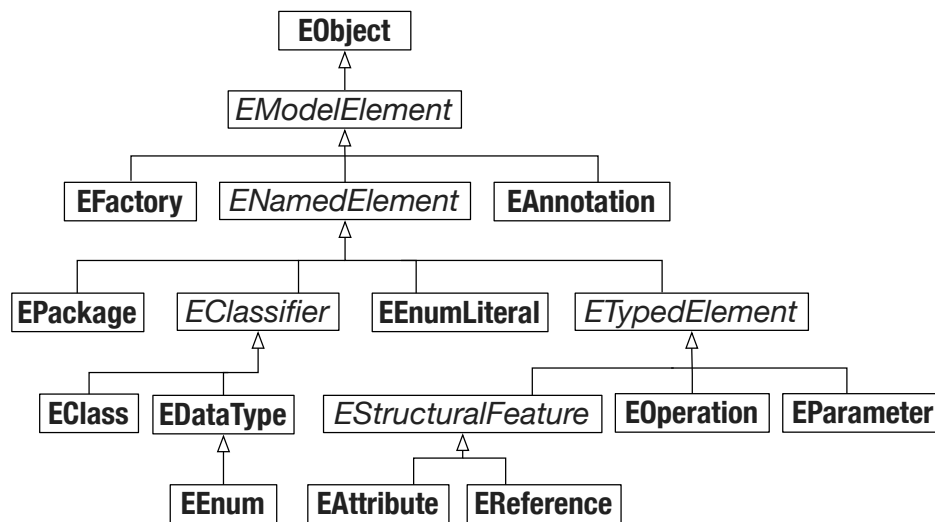 EObject
EModelElement
EFactory
ENamedElement
EAnnotation
EPackage
EClassifier
EEnumLiteral
ETypedElement
EClass
EDataType
EStructuralFeature
EOperation
EParameter
EEnum
EAttribute
EReference